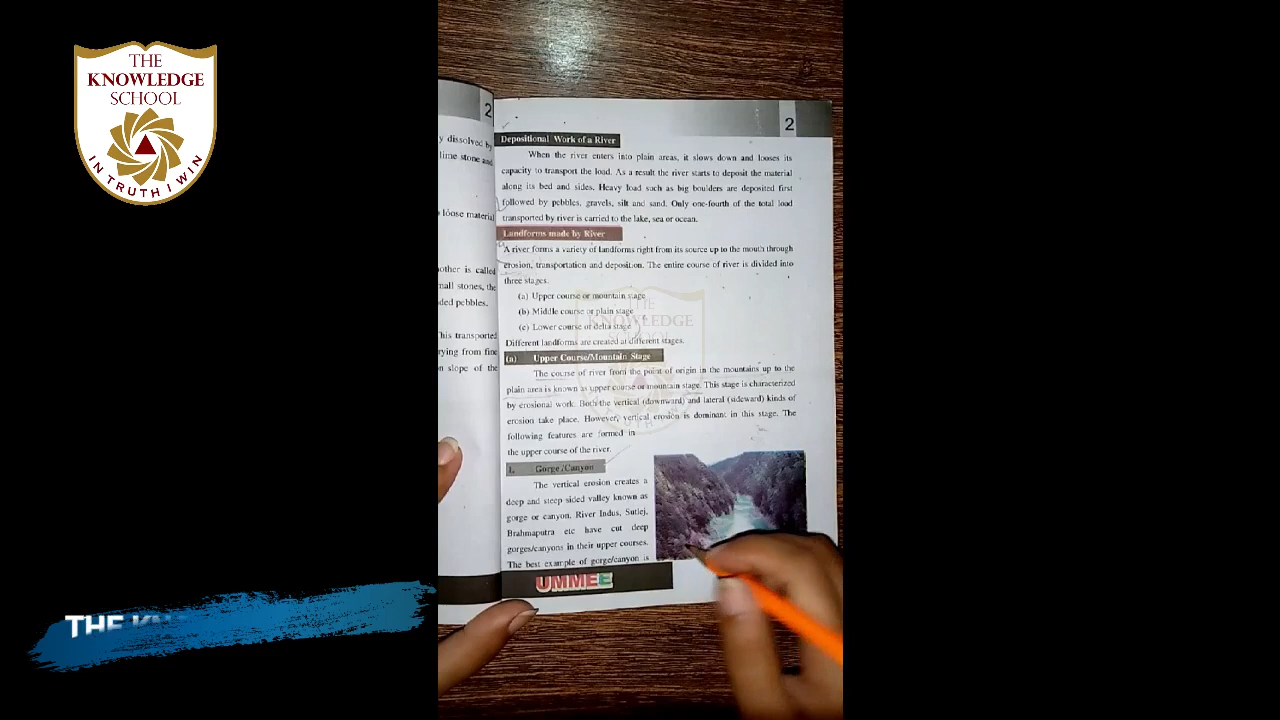 THE
KNOWLEDGE
SCHOOL
IN TRUTH I WIN
THE
2
y dissolved by
lime stone and
loose material
nother is called
mall stones, the
ded pebbles.
This transported
rying from fine
n slope of the
2
Depositional Work of a River
When the river enters into plain areas, it slows down and looses its
capacity to transport the load. As a result the river starts to deposit the material
along its bed and sides. Heavy load such as big boulders are deposited first
followed by pebbles, gravels, silt and sand. Only one-fourth of the total load
transported by river is carried to the lake, sea or ocean.
Landforms made by River
A river forms a variety of landforms right from its source up to the mouth through
erosion, transportation and deposition. The entire course of river is divided into
three stages.
(a) Upper course or mountain stage
(b) Middle course or plain stage
(c) Lower course or delta stage
Different landforms are created at different stages.
(a) Upper Course/Mountain Stage
The course of river from the point of origin in the mountains up to the
plain area is known as upper course or mountain stage. This stage is characterized
by erosional work. Both the vertical (downward) and lateral (sideward) kinds of
erosion take place. However, vertical erosion is dominant in this stage. The
following features are formed in
the upper course of the river.
1. Gorge /Canyon
The vertical erosion creates a
deep and steep sided valley known as
gorge or canyon. River Indus, Sutlej,
Brahmaputra etc have cut deep
gorges/canyons in their upper courses.
The best example of gorge/canyon is
UMMEE
THE
KNOWLEDGE